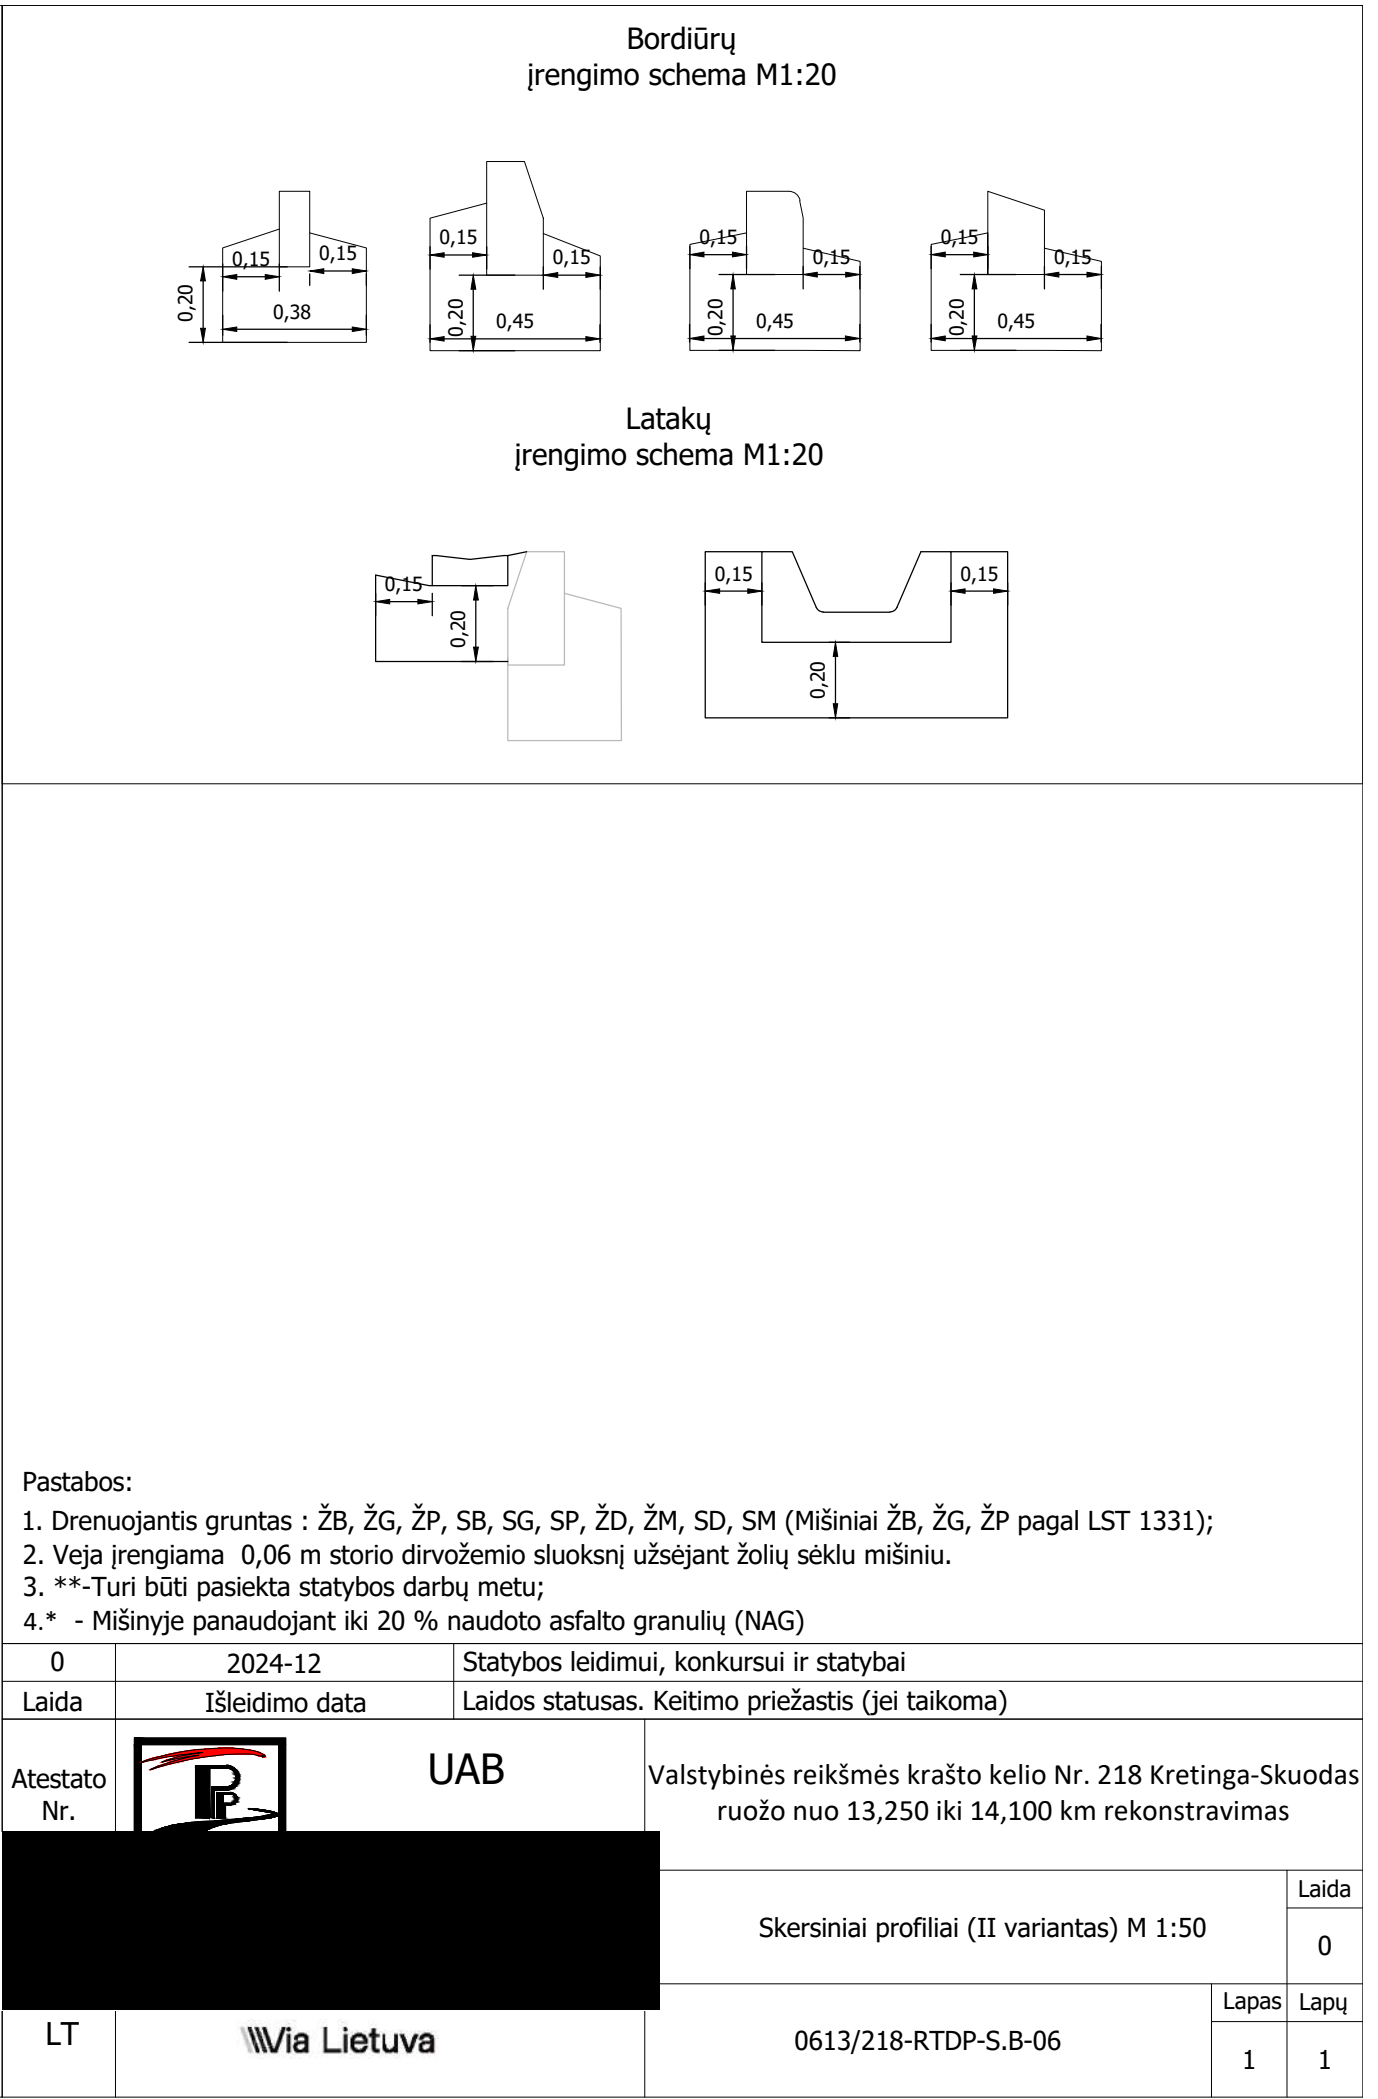 Bordiūrų
įrengimo schema M1:20
0,15
0,15
0,20
0,38
0,15
0,15
0,20
0,45
0,15
0,15
0,20
0,45
0,15
0,15
0,20
0,45
Latakų
įrengimo schema M1:20
0,15
0,20
0,15
0,15
0,20
Pastabos:
1. Drenuojantis gruntas : ŽB, ŽG, ŽP, SB, SG, SP, ŽD, ŽM, SD, SM (Mišiniai ŽB, ŽG, ŽP pagal LST 1331);
2. Veja įrengiama 0,06 m storio dirvožemio sluoksnį užsėjant žolių sėklu mišiniu.
3. **-Turi būti pasiekta statybos darbų metu;
4.* - Mišinyje panaudojant iki 20 % naudoto asfalto granulių (NAG)
0 2024-12 Statybos leidimui, konkursui ir statybai
Laida Išleidimo data Laidos statusas. Keitimo priežastis (jei taikoma)
Atestato
Nr.
PP
UAB
Valstybinės reikšmės krašto kelio Nr. 218 Kretinga-Skuodas
ruožo nuo 13,250 iki 14,100 km rekonstravimas
Skersiniai profiliai (II variantas) M 1:50
Laida
0
LT
Via Lietuva
0613/218-RTDP-S.B-06
Lapas Lapų
1 1